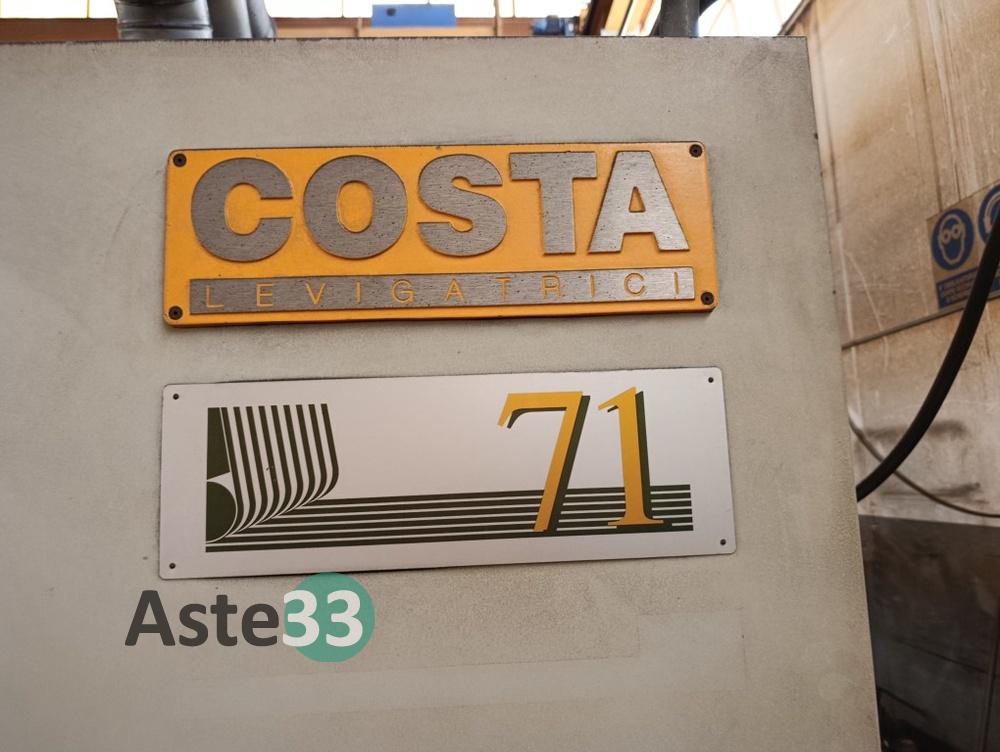 COSTA
LEVIGATRICI
71
Aste33